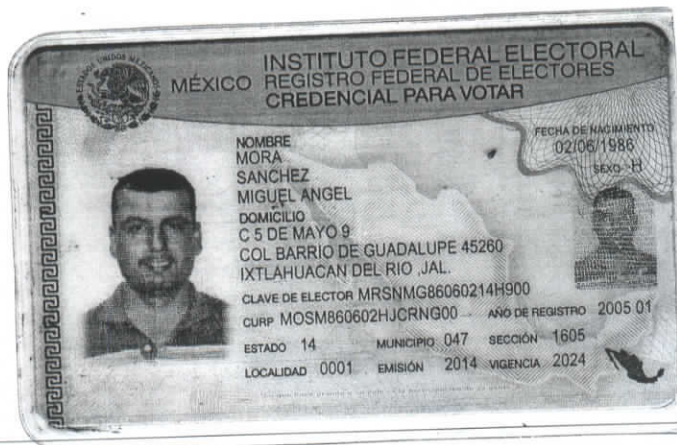 ESTADOS UNIDOS MEXICANOS
MÉXICO
INSTITUTO FEDERAL ELECTORAL
REGISTRO FEDERAL DE ELECTORES
CREDENCIAL PARA VOTAR
NOMBRE
MORA
SANCHEZ
MIGUEL ANGEL
FECHA DE NACIMIENTO
02/06/1986
SEXO H
DOMICILIO
C 5 DE MAYO 9
COL BARRIO DE GUADALUPE 45260
IXTLAHUACAN DEL RIO ,JAL.
CLAVE DE ELECTOR MRSNMG86060214H900
CURP MOSM860602HJCRNG00 AÑO DE REGISTRO 2005 01
ESTADO 14 MUNICIPIO 047 SECCIÓN 1605
LOCALIDAD 0001 EMISIÓN 2014 VIGENCIA 2024